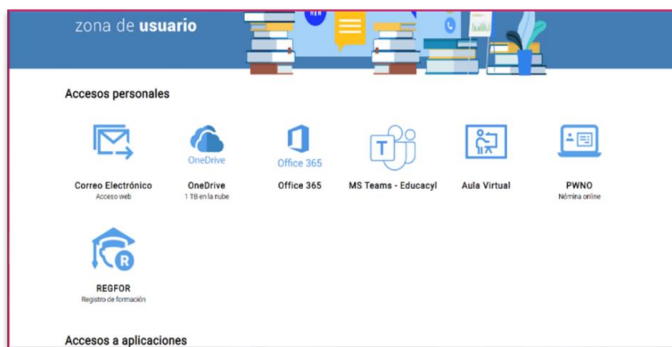 zona de usuario
Accesos personales
OneDrive
Office 365
T
Correo Electrónico
OneDrive
Office 365
MS Teams - Educacyl
Aula Virtual
PWNO
Acceso web
1 TB en la nube
Nómina online
R
REGFOR
Registro de formación
Accesos a aplicaciones